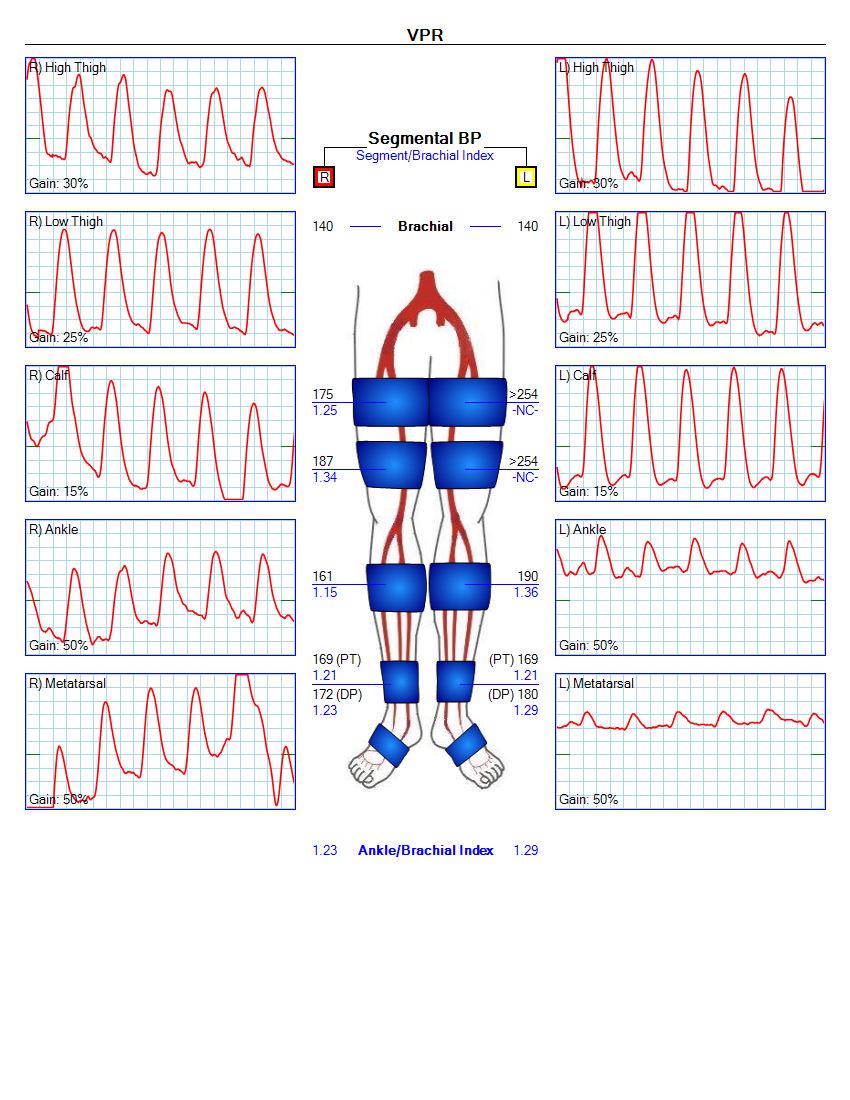 VPR
R) High Thigh
Gain: 30%
R) Low Thigh
Gain: 25%
R) Calf
Gain: 15%
R) Ankle
Gain: 50%
R) Metatarsal
Gain: 50%
Segmental BP
Segment/Brachial Index
R L
140 Brachial 140
175 >254
1.25 -NC-
187 >254
1.34 -NC-
161 190
1.15 1.36
169 (PT) (PT) 169
1.21 1.21
172 (DP) (DP) 180
1.23 1.29
1.23 Ankle/Brachial Index 1.29
L) High Thigh
Gain: 30%
L) Low Thigh
Gain: 25%
L) Calf
Gain: 15%
L) Ankle
Gain: 50%
L) Metatarsal
Gain: 50%